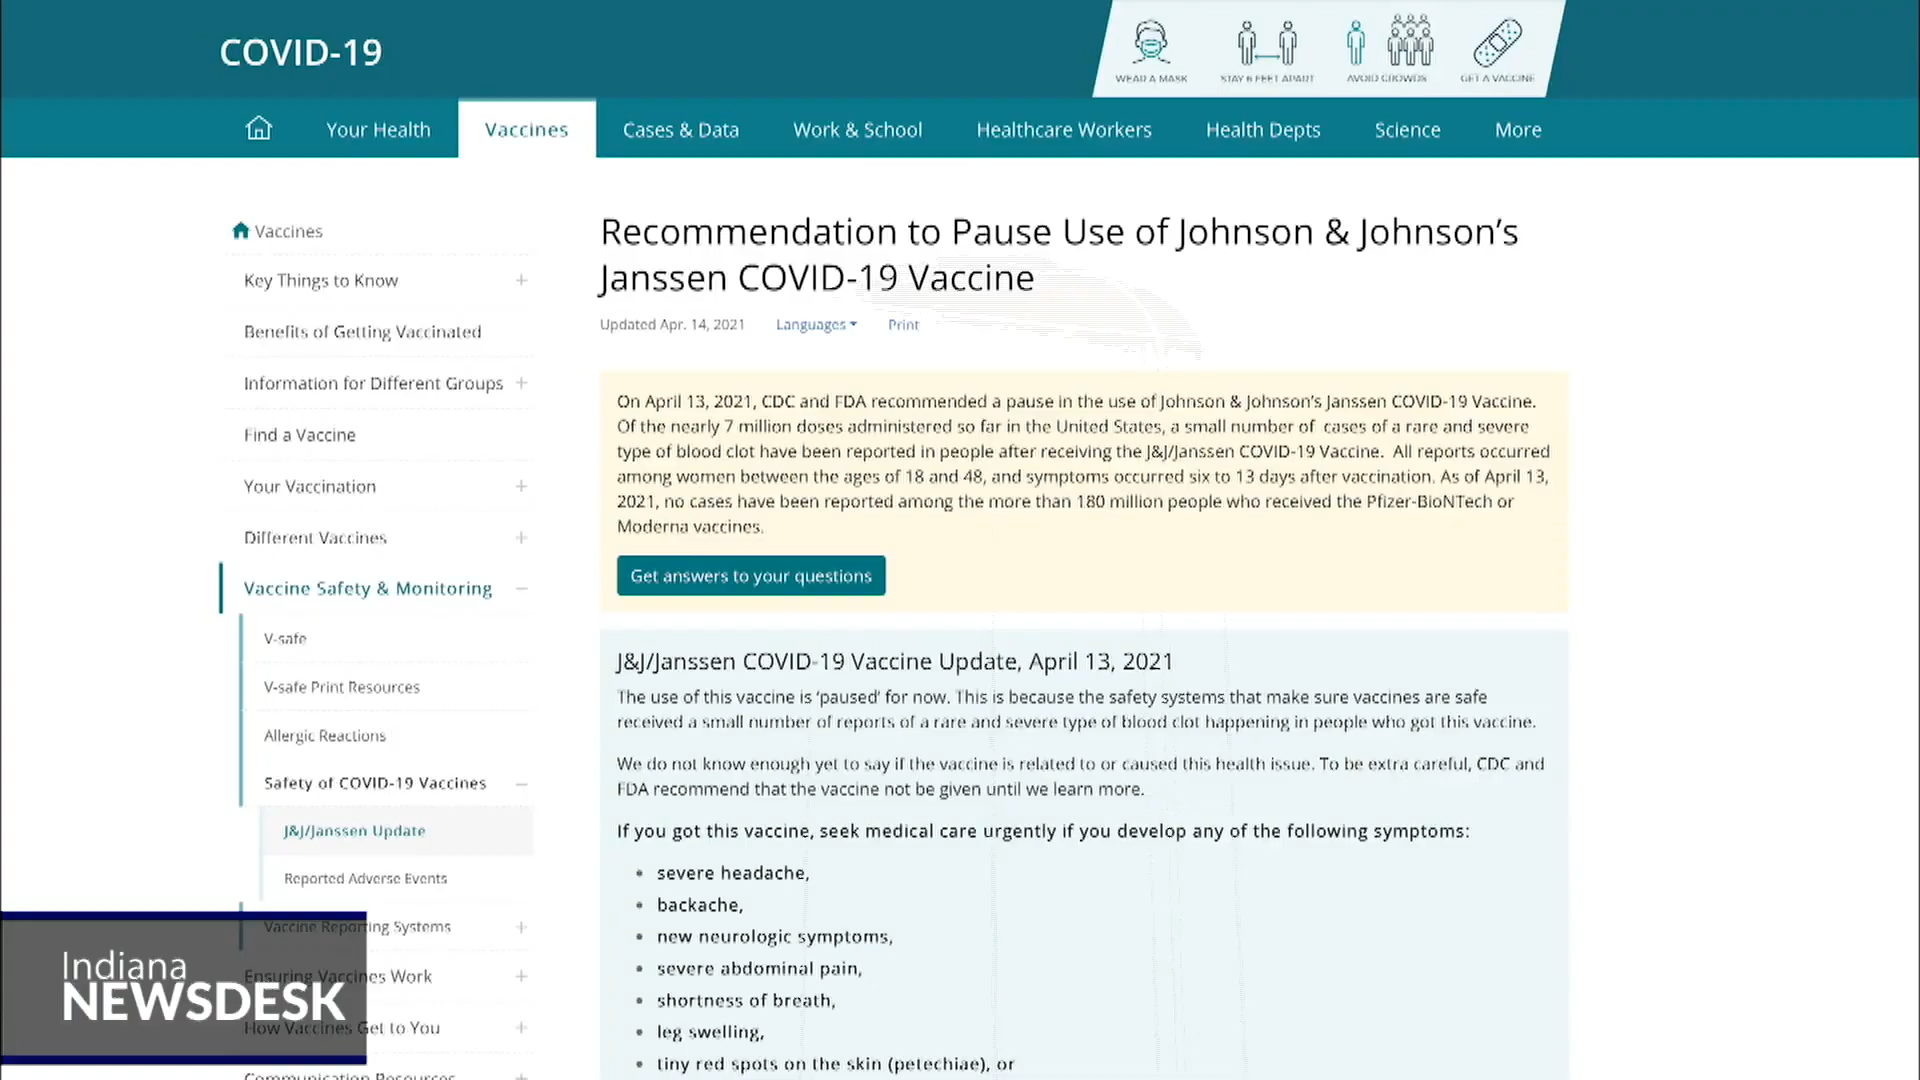 COVID-19
WEAR A MASK
STAY 6 FEET APART
AVOID CROWDS
GET A VACCINE
Your Health
Vaccines
Cases & Data
Work & School
Healthcare Workers
Health Depts
Science
More
Vaccines
Key Things to Know
Benefits of Getting Vaccinated
Information for Different Groups
Find a Vaccine
Your Vaccination
Different Vaccines
Vaccine Safety & Monitoring
V-safe
V-safe Print Resources
Allergic Reactions
Safety of COVID-19 Vaccines
J&J/Janssen Update
Reported Adverse Events
Vaccine Reporting Systems
Ensuring Vaccines Work
How Vaccines Get to You
Communication Resources
Recommendation to Pause Use of Johnson & Johnson’s
Janssen COVID-19 Vaccine
Updated Apr. 14, 2021
Languages
Print
On April 13, 2021, CDC and FDA recommended a pause in the use of Johnson & Johnson’s Janssen COVID-19 Vaccine.
Of the nearly 7 million doses administered so far in the United States, a small number of cases of a rare and severe
type of blood clot have been reported in people after receiving the J&J/Janssen COVID-19 Vaccine. All reports occurred
among women between the ages of 18 and 48, and symptoms occurred six to 13 days after vaccination. As of April 13,
2021, no cases have been reported among the more than 180 million people who received the Pfizer-BioNTech or
Moderna vaccines.
Get answers to your questions
J&J/Janssen COVID-19 Vaccine Update, April 13, 2021
The use of this vaccine is ‘paused’ for now. This is because the safety systems that make sure vaccines are safe
received a small number of reports of a rare and severe type of blood clot happening in people who got this vaccine.
We do not know enough yet to say if the vaccine is related to or caused this health issue. To be extra careful, CDC and
FDA recommend that the vaccine not be given until we learn more.
If you got this vaccine, seek medical care urgently if you develop any of the following symptoms:
severe headache,
backache,
new neurologic symptoms,
severe abdominal pain,
shortness of breath,
leg swelling,
tiny red spots on the skin (petechiae), or
Indiana
NEWSDESK